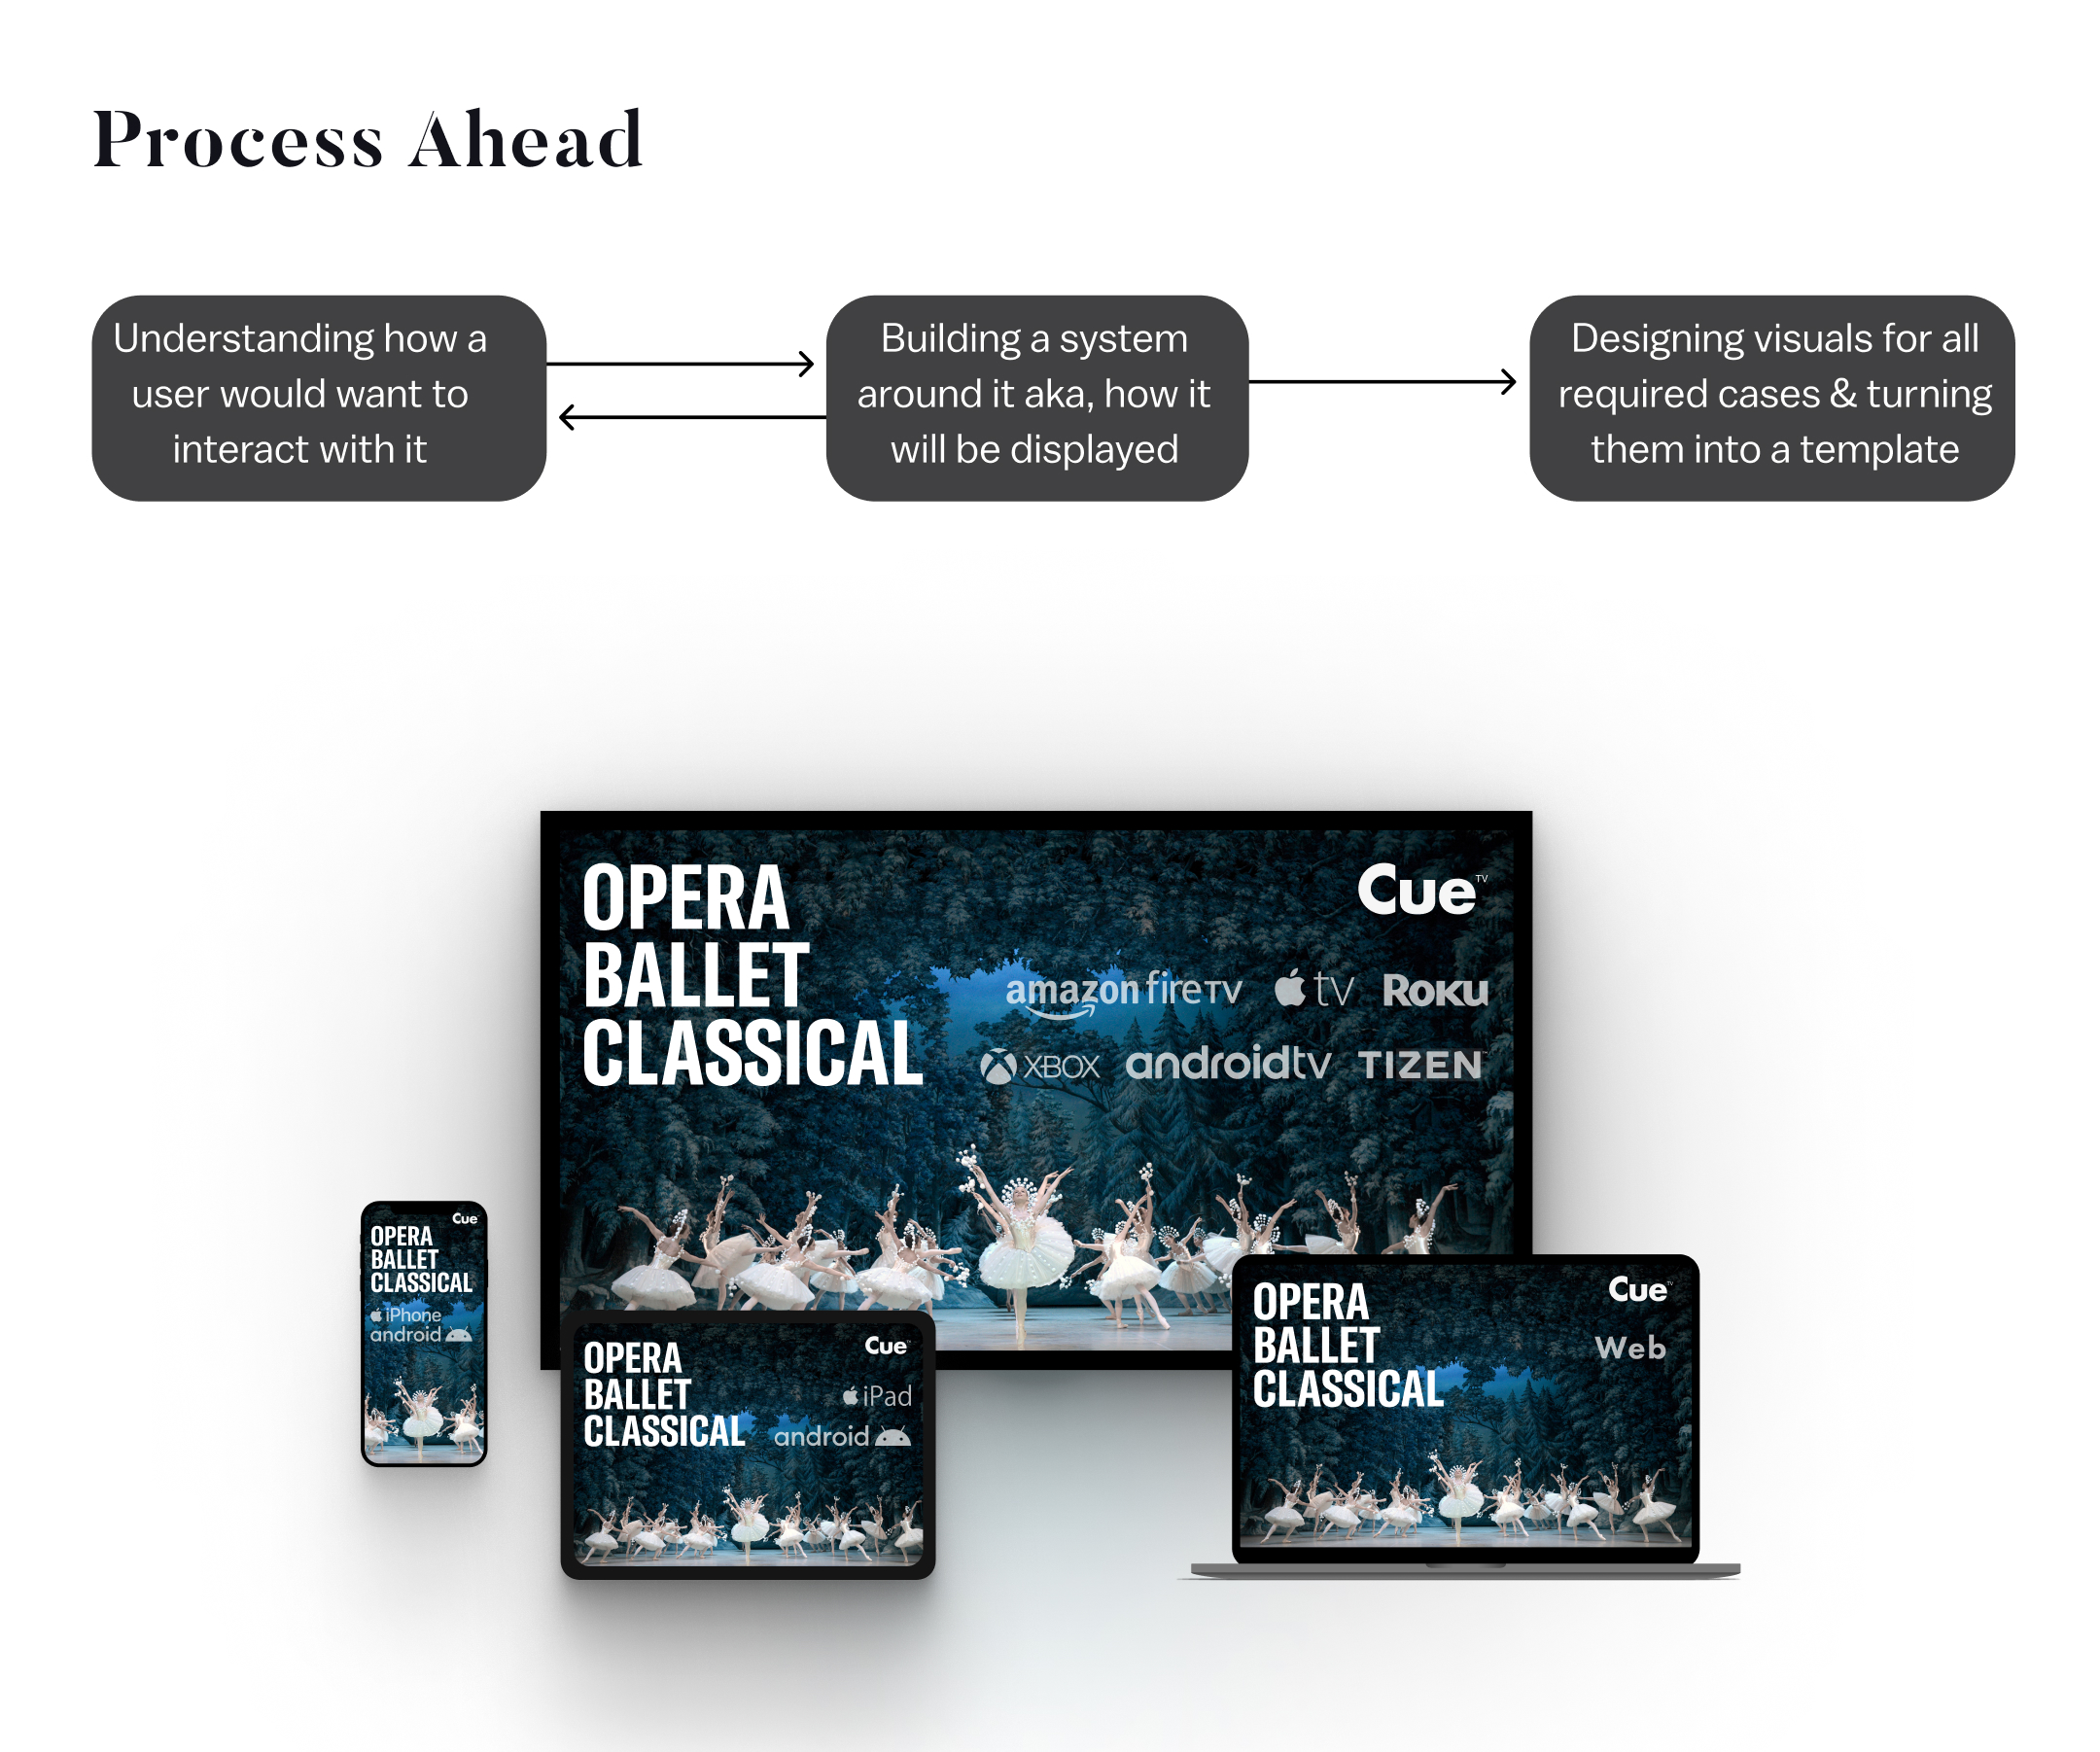 Process Ahead
Understanding how a
user would want to
interact with it
Building a system
around it aka, how it
will be displayed
Designing visuals for all
required cases & turning
them into a template
OPERA
BALLET
CLASSICAL
Cue TV
amazon fireTV
tv
ROKU
XBOX
androidtv
TIZEN
Cue
OPERA
BALLET
CLASSICAL
iPhone
android
OPERA
BALLET
CLASSICAL
Cue
iPad
android
OPERA
BALLET
CLASSICAL
Cue TV
Web